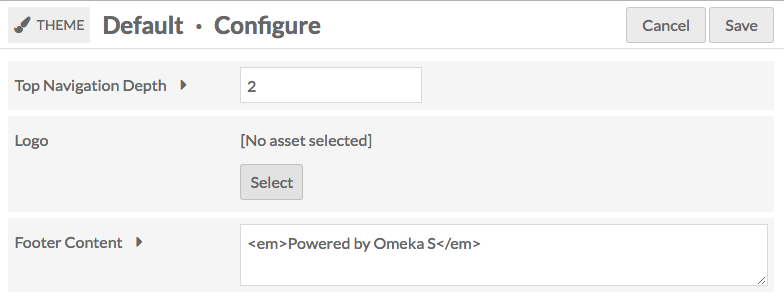 THEME Default · Configure Cancel Save
Top Navigation Depth 2
Logo [No asset selected]
Select
Footer Content <em>Powered by Omeka S</em>